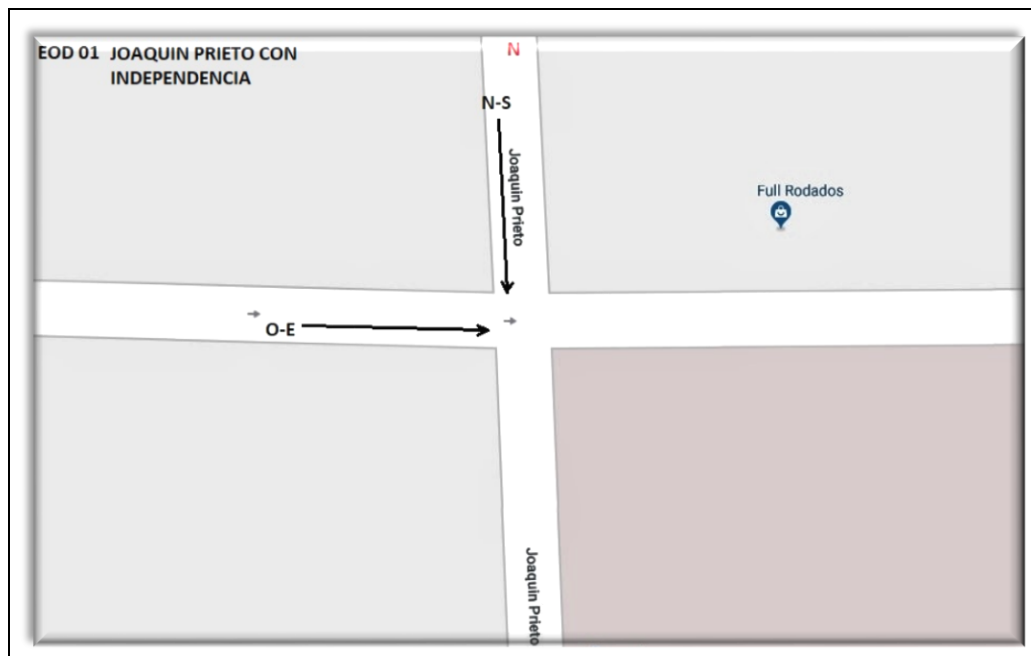 EOD 01 JOAQUIN PRIETO CON
INDEPENDENCIA
N
N-S
Joaquin Prieto
Full Rodados
O-E
Joaquin Prieto